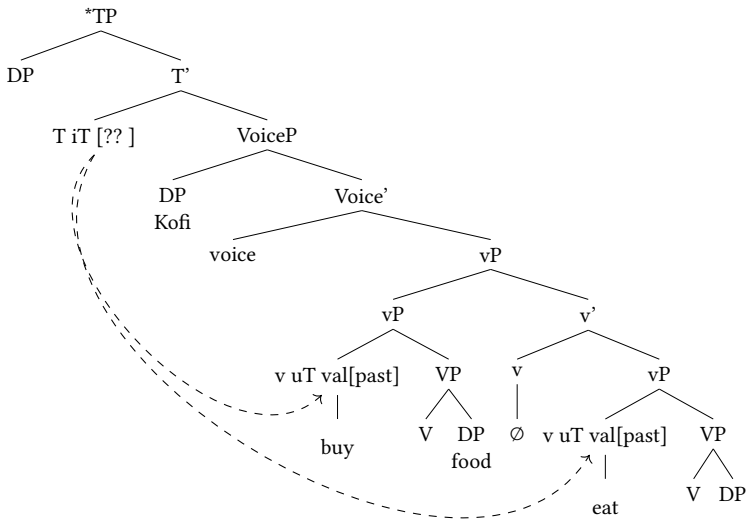 *TP
DP T’
T iT [?? ] VoiceP
DP Voice’
Kofi
voice vP
vP v’
v uT val[past] VP v vP
V DP ∅ v uT val[past] VP
buy food
eat V DP